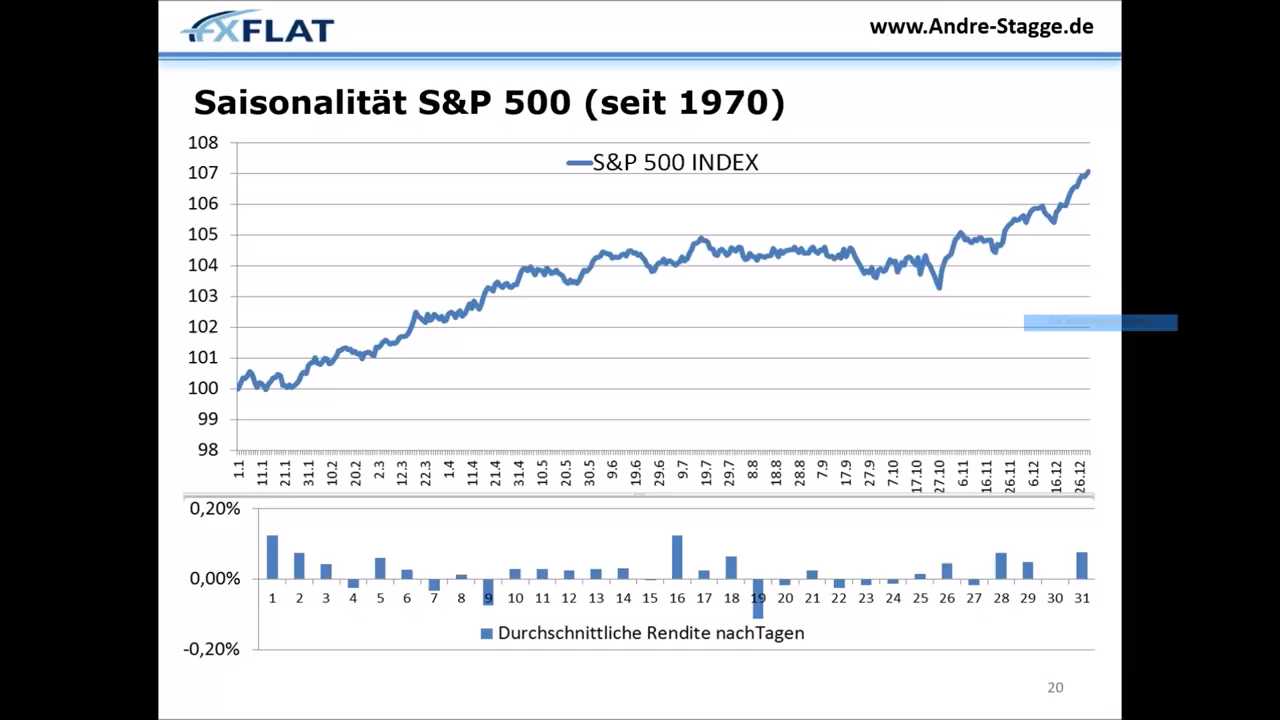 FXFLAT
www.Andre-Stagge.de
Saisonalität S&P 500 (seit 1970)
S&P 500 INDEX
108
107
106
105
104
103
102
101
100
99
98
1.1 11.1 21.1 31.1 10.2 20.2 2.3 12.3 22.3 1.4 11.4 21.4 31.4 10.5 20.5 30.5 9.6 19.6 29.6 9.7 19.7 29.7 8.8 18.8 28.8 7.9 17.9 27.9 7.10 17.10 27.10 6.11 16.11 26.11 6.12 16.12 26.12
0,20%
0,00%
1 2 3 4 5 6 7 8 9 10 11 12 13 14 15 16 17 18 19 20 21 22 23 24 25 26 27 28 29 30 31
Durchschnittliche Rendite nachTagen
-0,20%
20